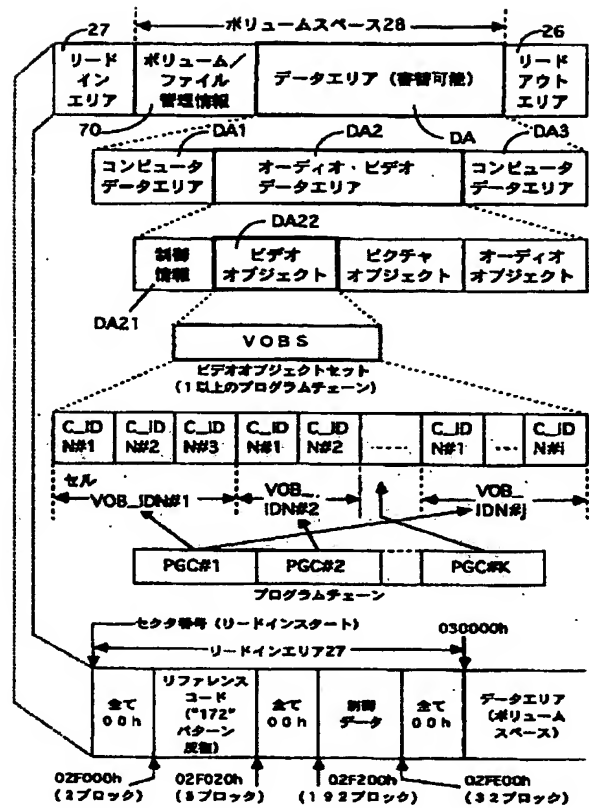 27
ボリュームスペース28
26
リード
イン
エリア
ボリューム/
ファイル
管理情報
データエリア (書替可能)
リード
アウト
エリア
70
DA1
DA2
DA
DA3
コンピュータ
データエリア
オーディオ・ビデオ
データエリア
コンピュータ
データエリア
DA22
制御
情報
ビデオ
オブジェクト
ピクチャ
オブジェクト
オーディオ
オブジェクト
DA21
VOBS
ビデオオブジェクトセット
(1以上のプログラムチェーン)
C_ID
N#1
C_ID
N#2
C_ID
N#3
C_ID
N#1
C_ID
N#2
C_ID
N#1
C_ID
N#i
セル
VOB_IDN#1
VOB_
IDN#2
VOB_
IDN#j
PGC#1
PGC#2
PGC#K
プログラムチェーン
セクタ番号 (リードインスタート)
030000h
リードインエリア27
全て
00h
リファレンス
コード
("172"
パターン
反復)
全て
00h
制御
データ
全て
00h
データエリア
(ボリューム
スペース)
02F000h
(2ブロック)
02F020h
02F200h
(192ブロック)
02FE00h
(32ブロック)